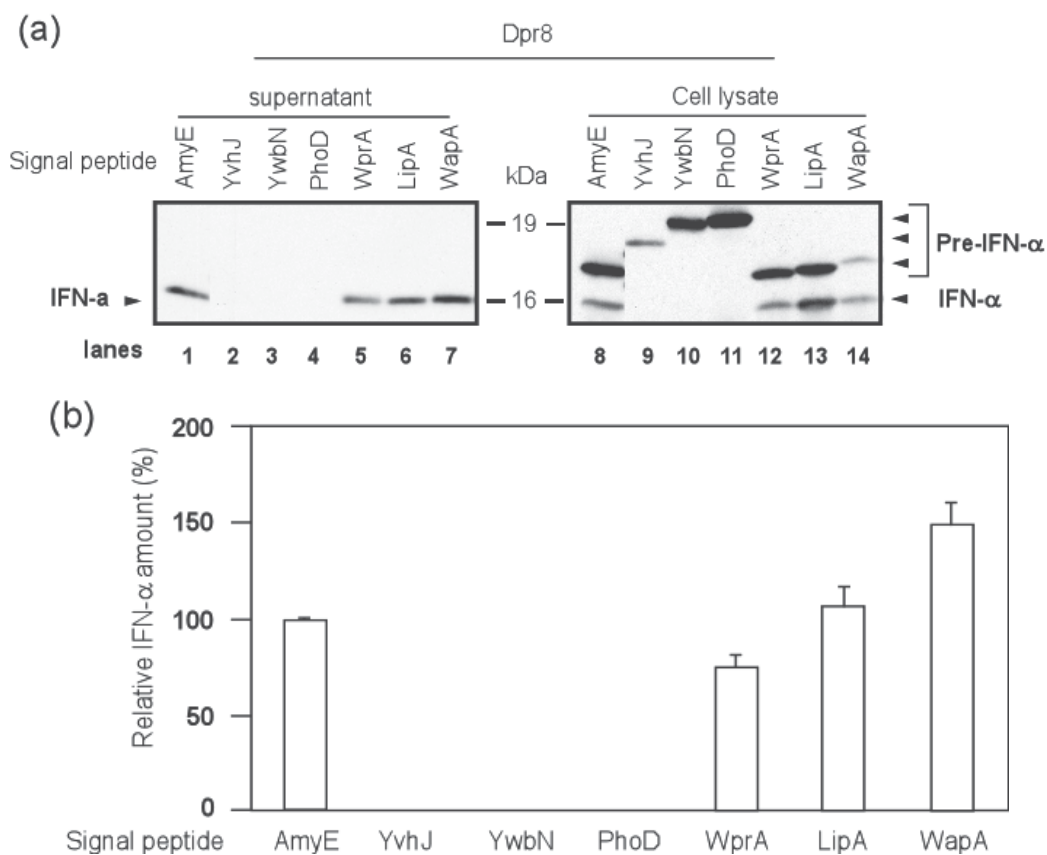 (a)
Dpr8
supernatant
Cell lysate
Signal peptide AmyE YvhJ YwbN PhoD WprA LipA WapA kDa AmyE YvhJ YwbN PhoD WprA LipA WapA
19
Pre-IFN-α
IFN-a
16
IFN-α
lanes 1 2 3 4 5 6 7 8 9 10 11 12 13 14
(b)
Relative IFN-α amount (%)
200
150
100
50
0
Signal peptide AmyE YvhJ YwbN PhoD WprA LipA WapA